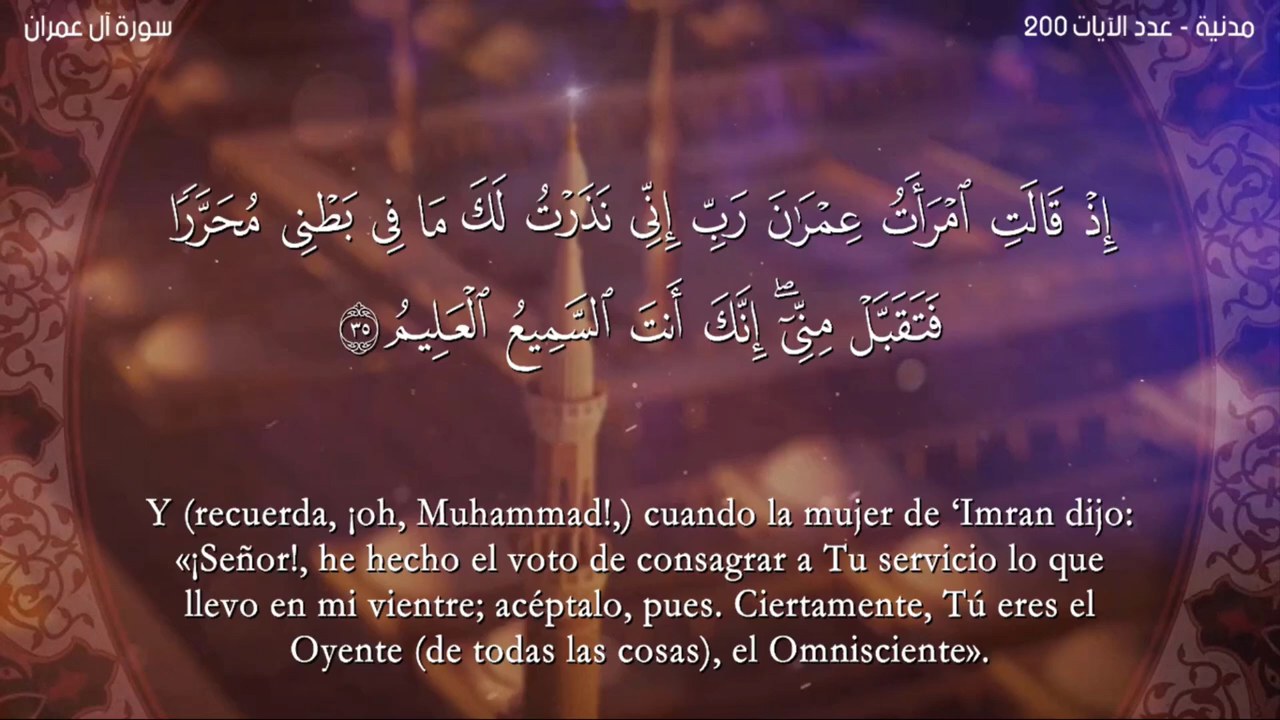 سورة آل عمران
مدنية - عدد الآيات 200
إِذْ قَالَتِ ٱمْرَأَتُ عِمْرَٰنَ رَبِّ إِنِّى نَذَرْتُ لَكَ مَا فِى بَطْنِى مُحَرَّرًا
فَتَقَبَّلْ مِنِّىٓ ۖ إِنَّكَ أَنتَ ٱلسَّمِيعُ ٱلْعَلِيمُ ٣٥
Y (recuerda, ¡oh, Muhammad!,) cuando la mujer de ‘Imran dijo:
«¡Señor!, he hecho el voto de consagrar a Tu servicio lo que
llevo en mi vientre; acéptalo, pues. Ciertamente, Tú eres el
Oyente (de todas las cosas), el Omnisciente».